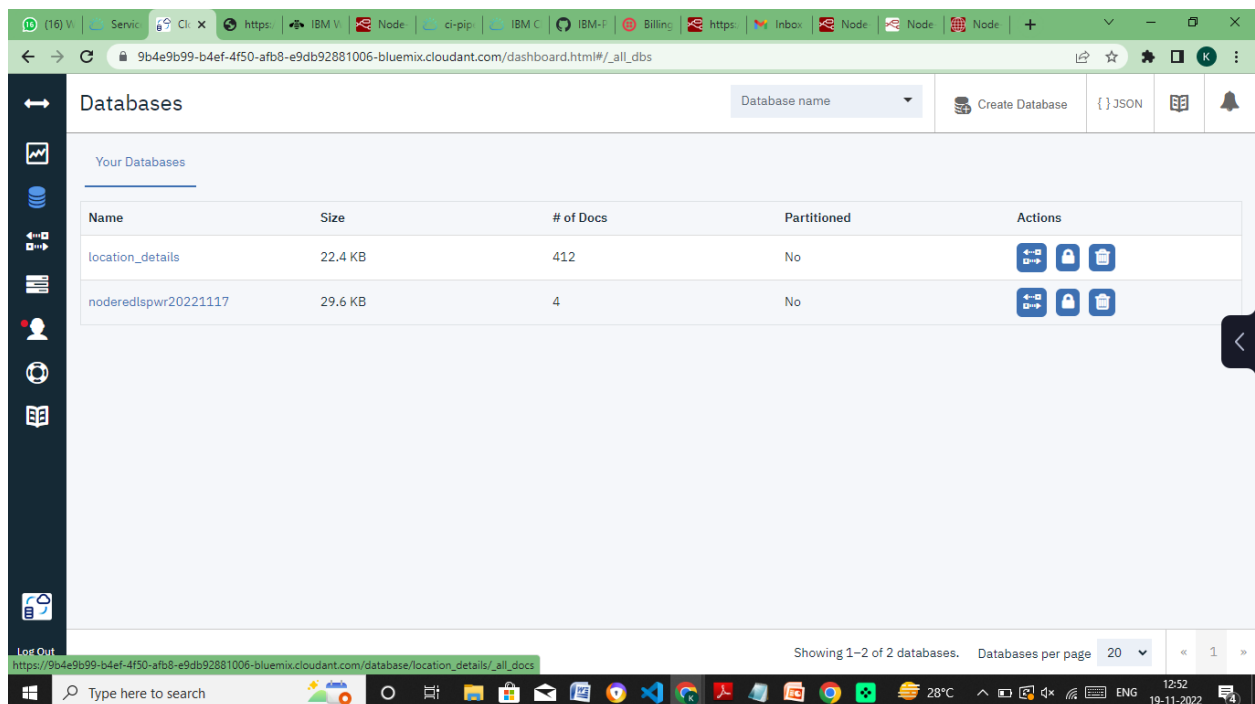 (16) W Servic Clc https: IBM W Node- ci-pip IBM C IBM-P Billing https: Inbox Node Node Node
9b4e9b99-b4ef-4f50-afb8-e9db92881006-bluemix.cloudant.com/dashboard.html#/_all_dbs K
Databases Database name Create Database { } JSON
Your Databases
Name Size # of Docs Partitioned Actions
location_details 22.4 KB 412 No
noderedlspwr20221117 29.6 KB 4 No
Log Out
Showing 1–2 of 2 databases. Databases per page 20 « 1 »
https://9b4e9b99-b4ef-4f50-afb8-e9db92881006-bluemix.cloudant.com/database/location_details/_all_docs
Type here to search 28°C ENG 12:52
19-11-2022 4